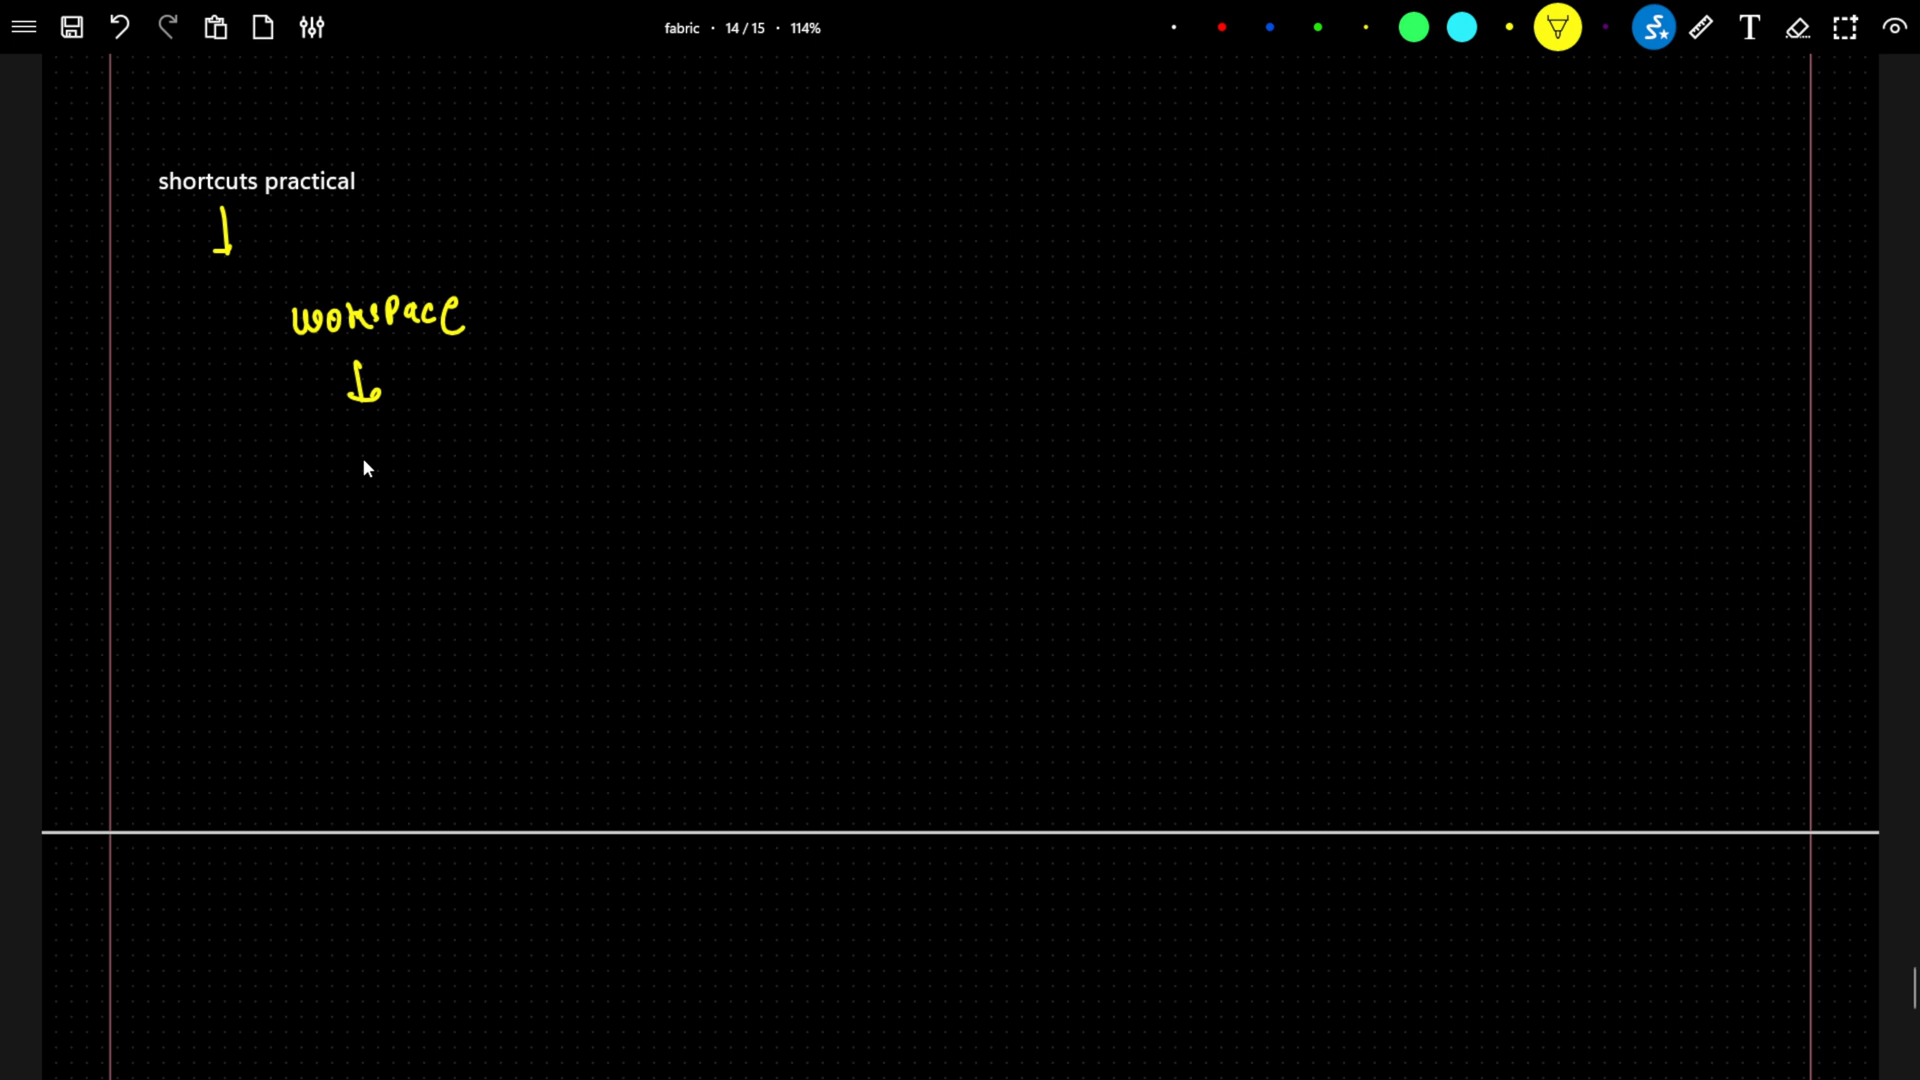 fabric · 14 / 15 · 114%
T
shortcuts practical
workspace